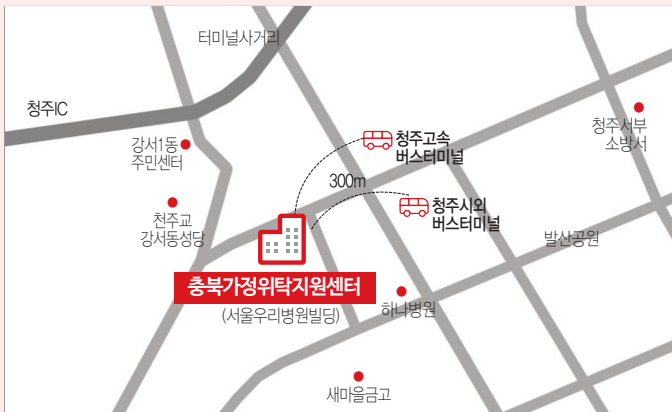 터미널사거리
청주IC
강서1동
주민센터
청주고속
버스터미널
청주서부
소방서
300m
천주교
강서동성당
청주시외
버스터미널
발산공원
충북가정위탁지원센터
(서울우리병원빌딩)
하나병원
새마을금고